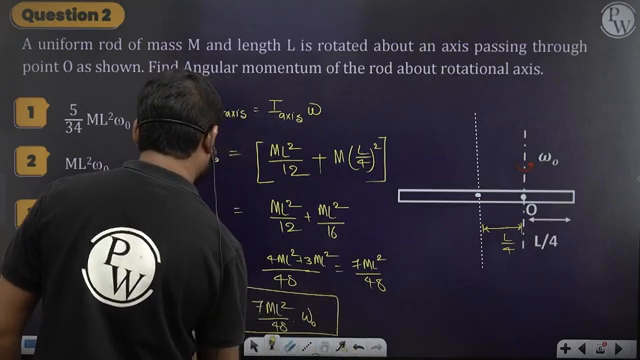 Question 2
A uniform rod of mass M and length L is rotated about an axis passing through
point O as shown. Find Angular momentum of the rod about rotational axis.
1
5/34 ML²ω₀
2
ML²ω₀
axis = I axis ω
= [ML²/12 + M(L/4)²]
= ML²/12 + ML²/16
4ML²+3ML²/48 = 7ML²/48
7ML²/48 ω₀
ω₀
O
L/4
L/4
PW
PW